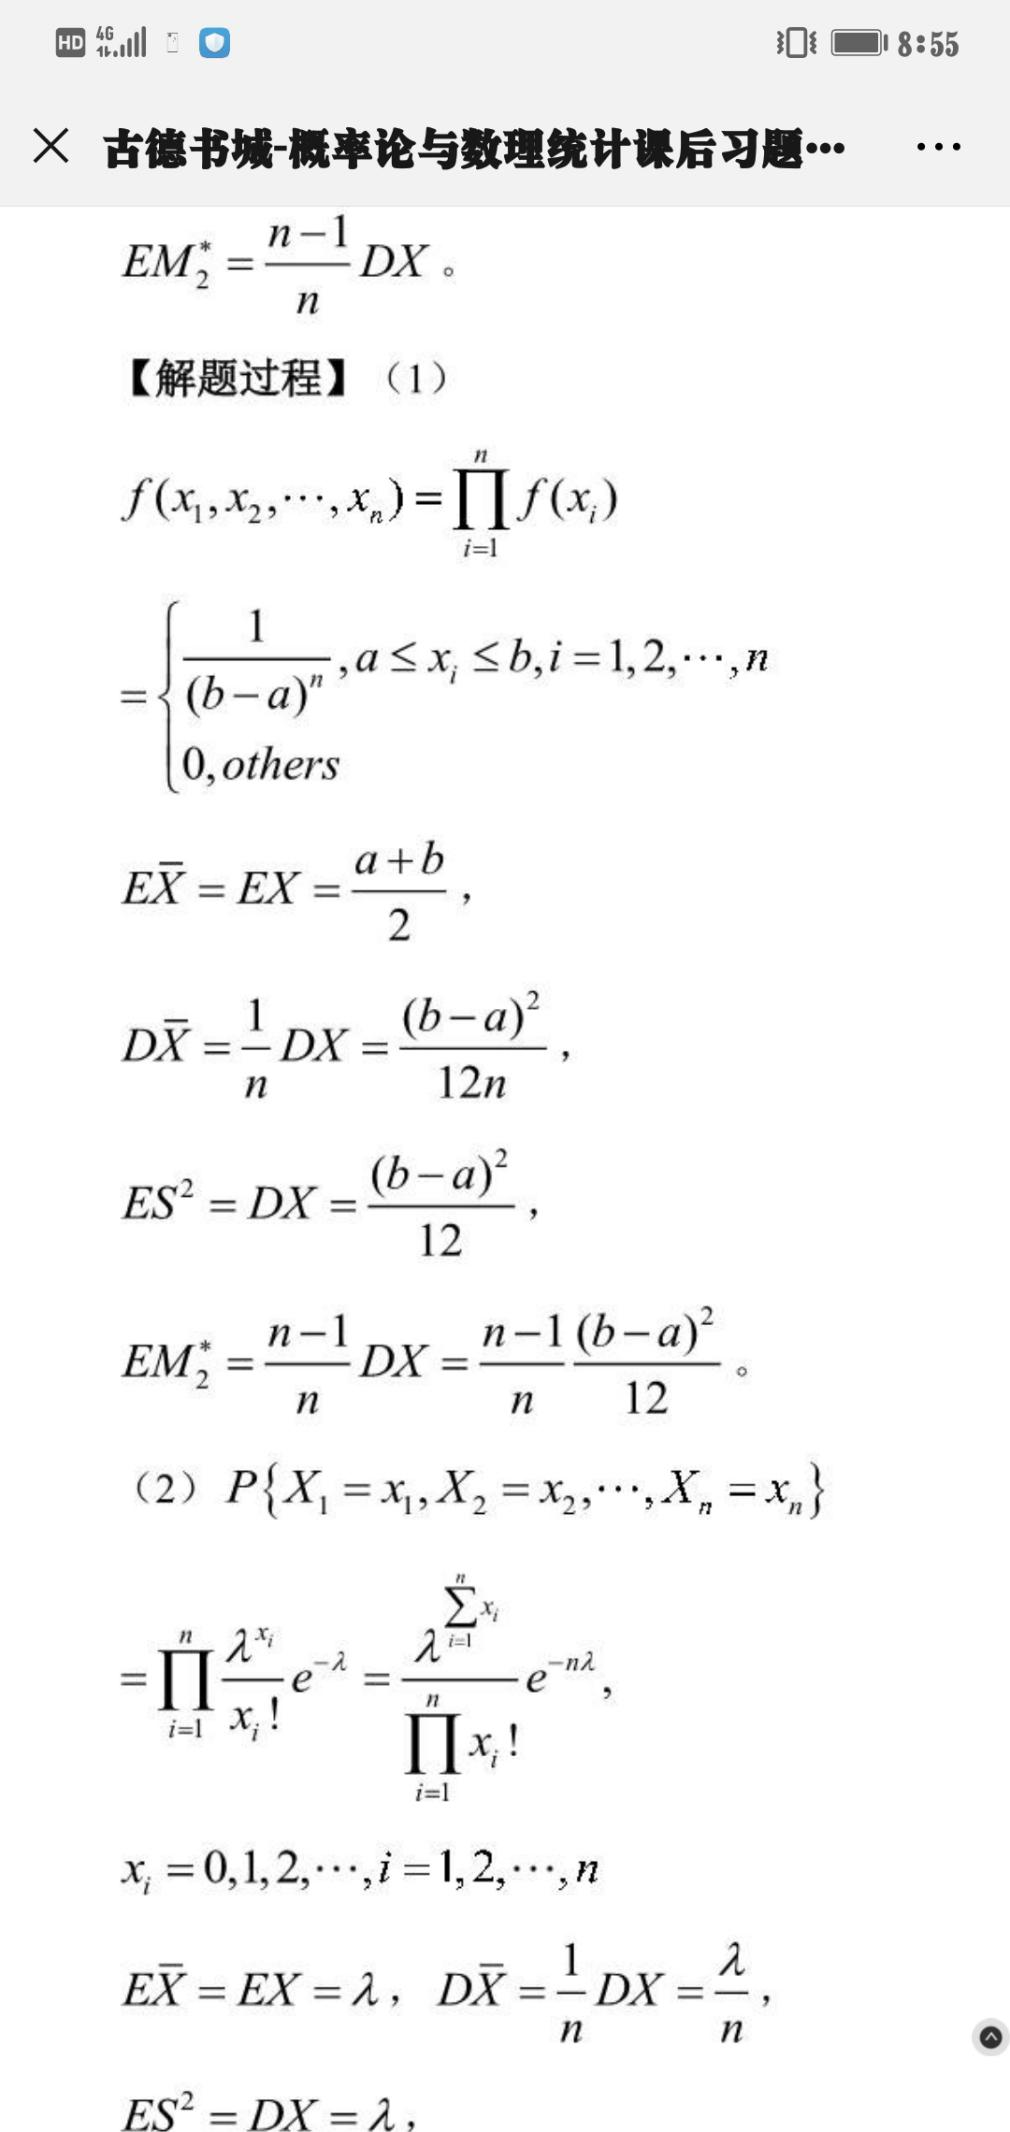 HD 4G 8:55
古德书城-概率论与数理统计课后习题… …
EM₂* = (n−1)/n DX 。
【解题过程】（1）
f(x₁,x₂,⋯,xₙ) = ∏_{i=1}^{n} f(xᵢ)
= { 1/(b−a)ⁿ , a ≤ xᵢ ≤ b, i = 1,2,⋯,n
0, others
EX̄ = EX = (a+b)/2 ，
DX̄ = 1/n DX = (b−a)²/12n ，
ES² = DX = (b−a)²/12 ，
EM₂* = (n−1)/n DX = (n−1)/n (b−a)²/12 。
（2）P{X₁ = x₁, X₂ = x₂,⋯, Xₙ = xₙ}
= ∏_{i=1}^{n} λ^{xᵢ}/xᵢ! e^{−λ} = λ^{∑_{i=1}^{n} xᵢ}/∏_{i=1}^{n} xᵢ! e^{−nλ} ,
xᵢ = 0,1,2,⋯, i = 1,2,⋯,n
EX̄ = EX = λ， DX̄ = 1/n DX = λ/n ，
ES² = DX = λ，